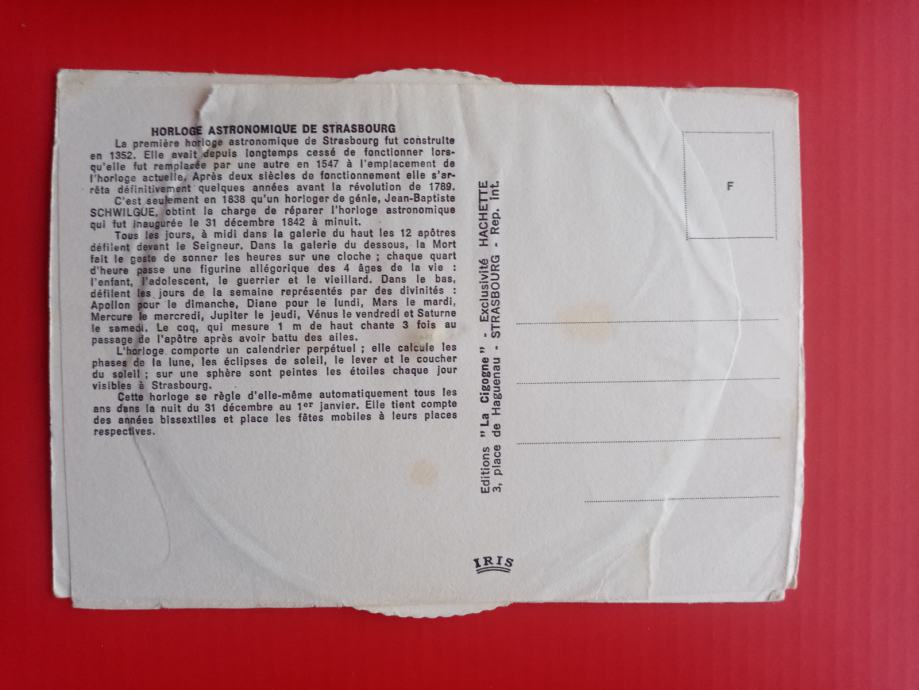 HORLOGE ASTRONOMIQUE DE STRASBOURG
La première horloge astronomique de Strasbourg fut construite
en 1352. Elle avait depuis longtemps cessé de fonctionner lors-
qu'elle fut remplacée par une autre en 1547 à l'emplacement de
l'horloge actuelle. Après deux siècles de fonctionnement elle s'ar-
rêta définitivement quelques années avant la révolution de 1789.
C'est seulement en 1838 qu'un horloger de génie, Jean-Baptiste
SCHWILGUE, obtint la charge de réparer l'horloge astronomique
qui fut inaugurée le 31 décembre 1842 à minuit.
Tous les jours, à midi dans la galerie du haut les 12 apôtres
défilent devant le Seigneur. Dans la galerie du dessous, la Mort
fait le geste de sonner les heures sur une cloche ; chaque quart
d'heure passe une figurine allégorique des 4 âges de la vie :
l'enfant, l'adolescent, le guerrier et le vieillard. Dans le bas,
défilent les jours de la semaine représentés par des divinités :
Apollon pour le dimanche, Diane pour le lundi, Mars le mardi,
Mercure le mercredi, Jupiter le jeudi, Vénus le vendredi et Saturne
le samedi. Le coq, qui mesure 1 m de haut chante 3 fois au
passage de l'apôtre après avoir battu des ailes.
L'horloge comporte un calendrier perpétuel ; elle calcule les
phases de la lune, les éclipses de soleil, le lever et le coucher
du soleil ; sur une sphère sont peintes les étoiles chaque jour
visibles à Strasbourg.
Cette horloge se règle d'elle-même automatiquement tous les
ans dans la nuit du 31 décembre au 1er janvier. Elle tient compte
des années bissextiles et place les fêtes mobiles à leurs places
respectives.
Editions "La Cigogne" - Exclusivité HACHETTE
3, place de Haguenau - STRASBOURG - Rep. int.
IRIS
F